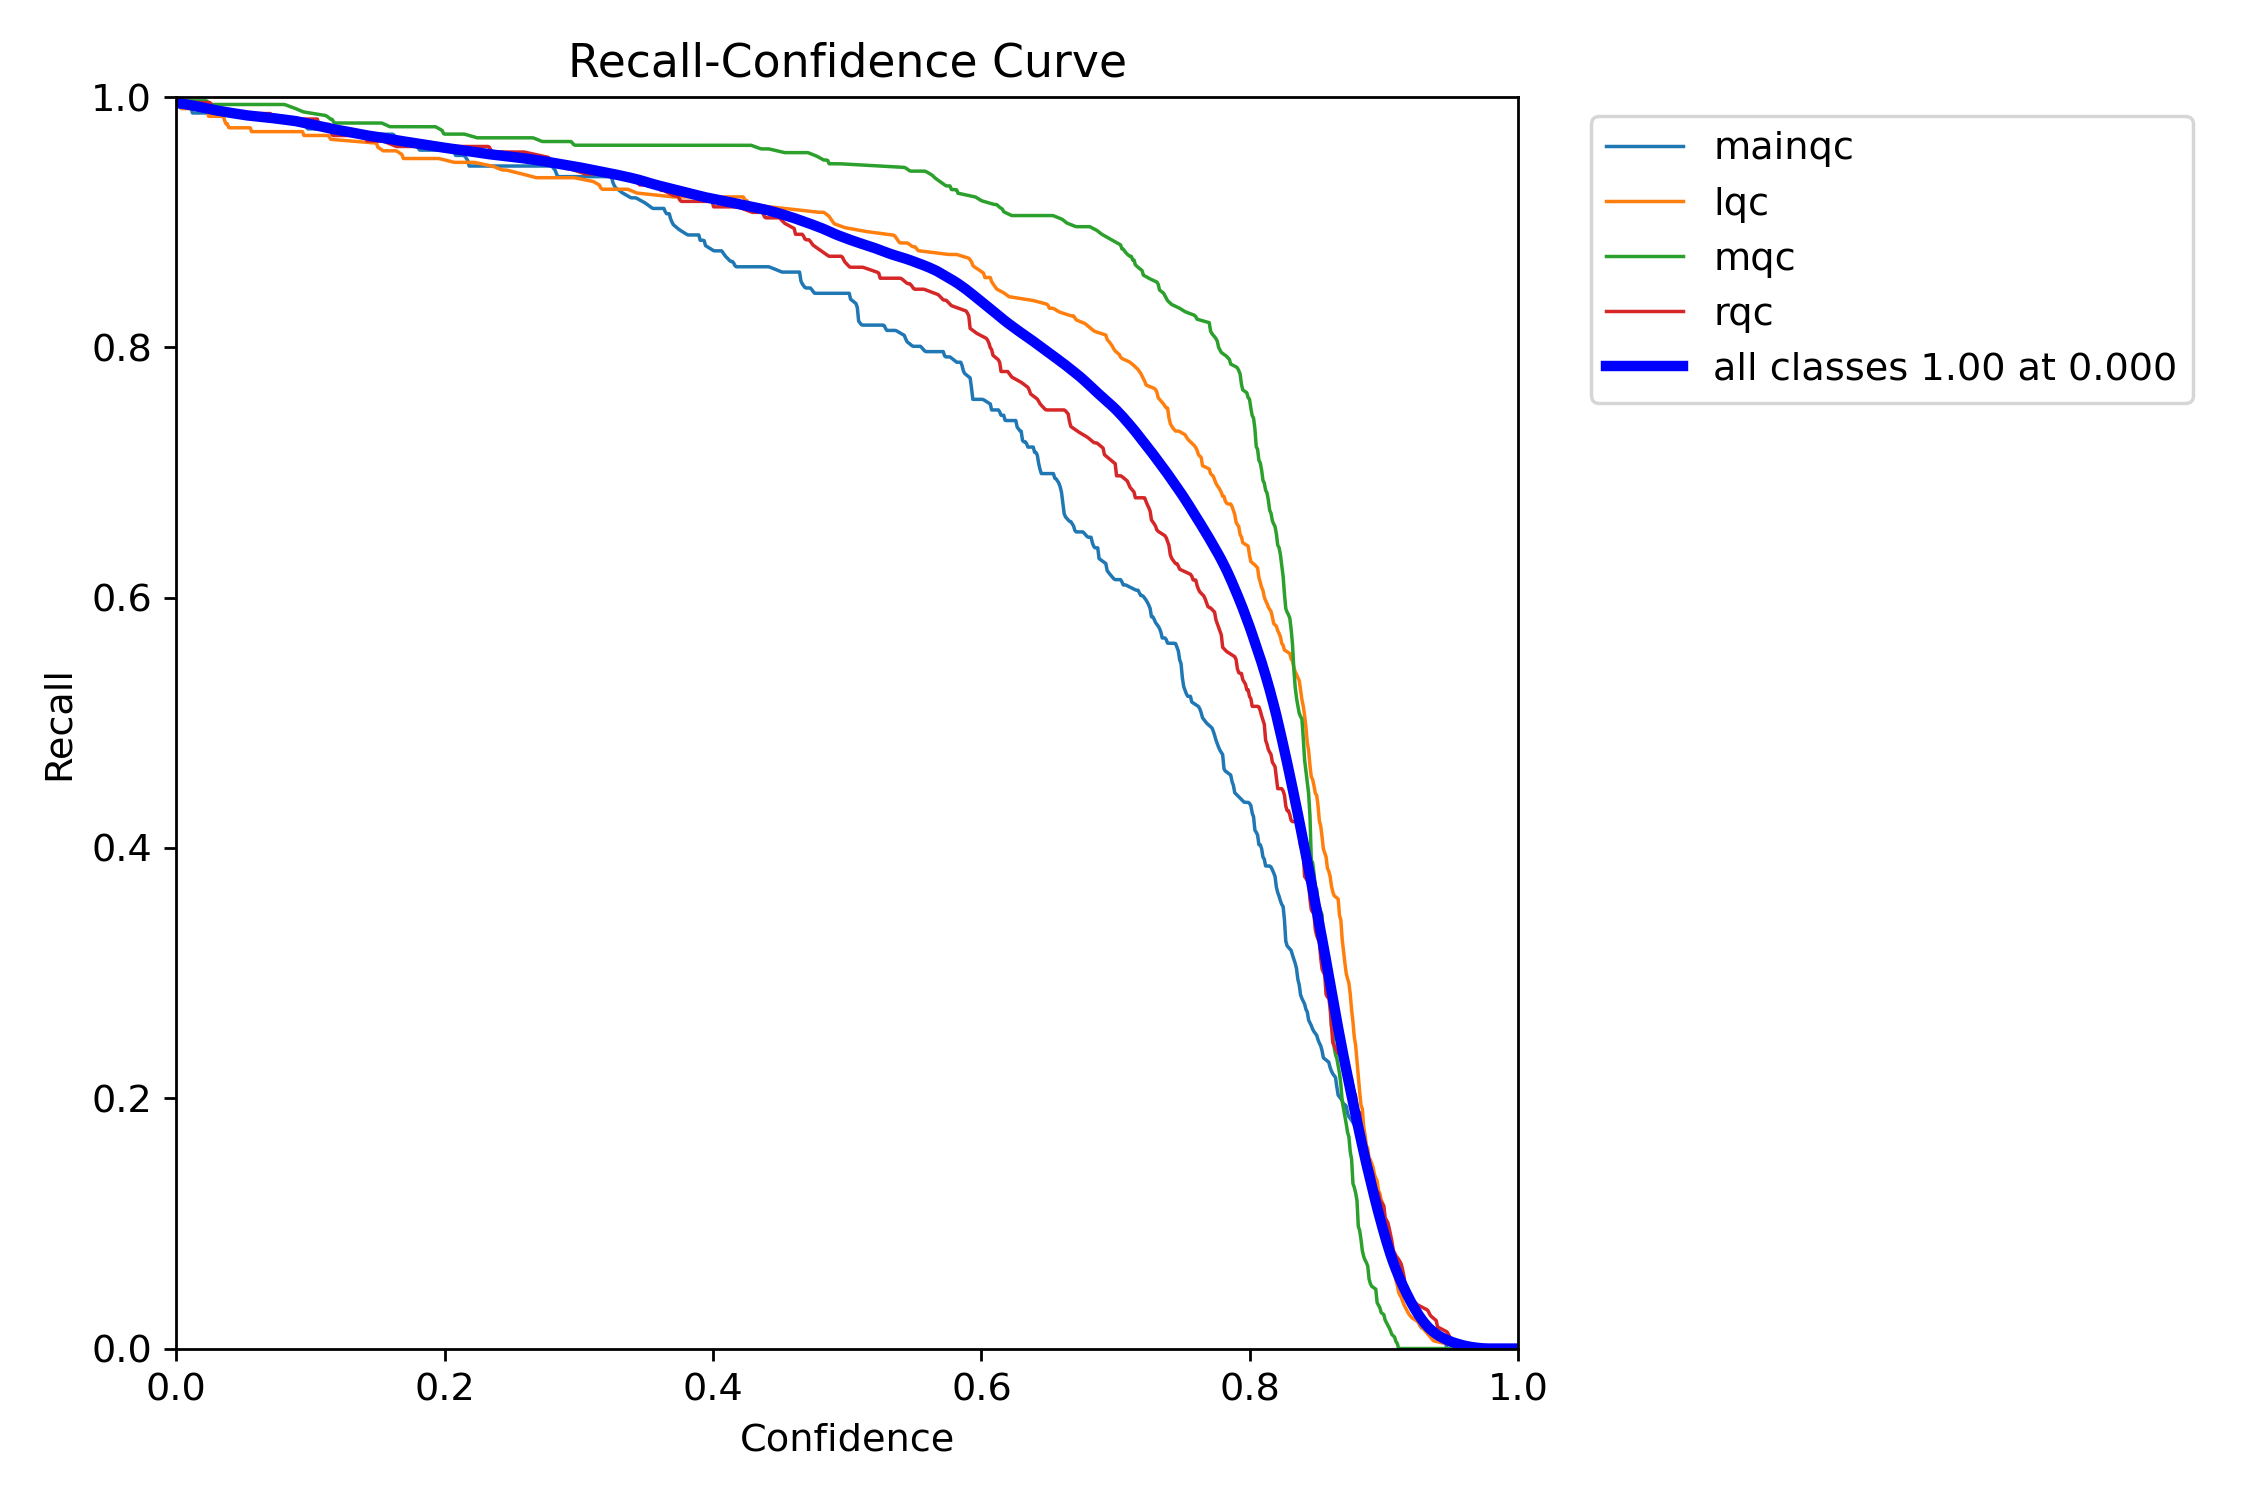 Recall-Confidence Curve
1.0
0.8
0.6
0.4
0.2
0.0
Recall
0.0 0.2 0.4 0.6 0.8 1.0
Confidence
mainqc
lqc
mqc
rqc
all classes 1.00 at 0.000